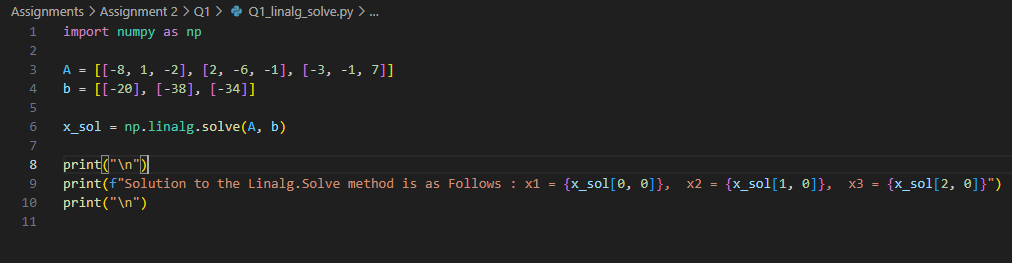 Assignments > Assignment 2 > Q1 > Q1_linalg_solve.py > ...
1 import numpy as np
2
3 A = [[-8, 1, -2], [2, -6, -1], [-3, -1, 7]]
4 b = [[-20], [-38], [-34]]
5
6 x_sol = np.linalg.solve(A, b)
7
8 print("\n")
9 print(f"Solution to the Linalg.Solve method is as Follows : x1 = {x_sol[0, 0]},  x2 = {x_sol[1, 0]},  x3 = {x_sol[2, 0]}")
10 print("\n")
11